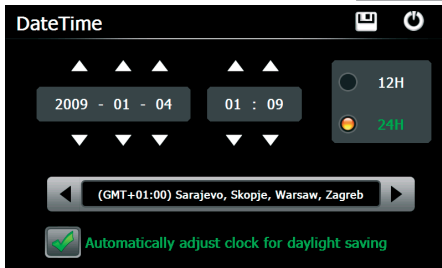 DateTime
2009 - 01 - 04 01 : 09
12H
24H
(GMT+01:00) Sarajevo, Skopje, Warsaw, Zagreb
Automatically adjust clock for daylight saving